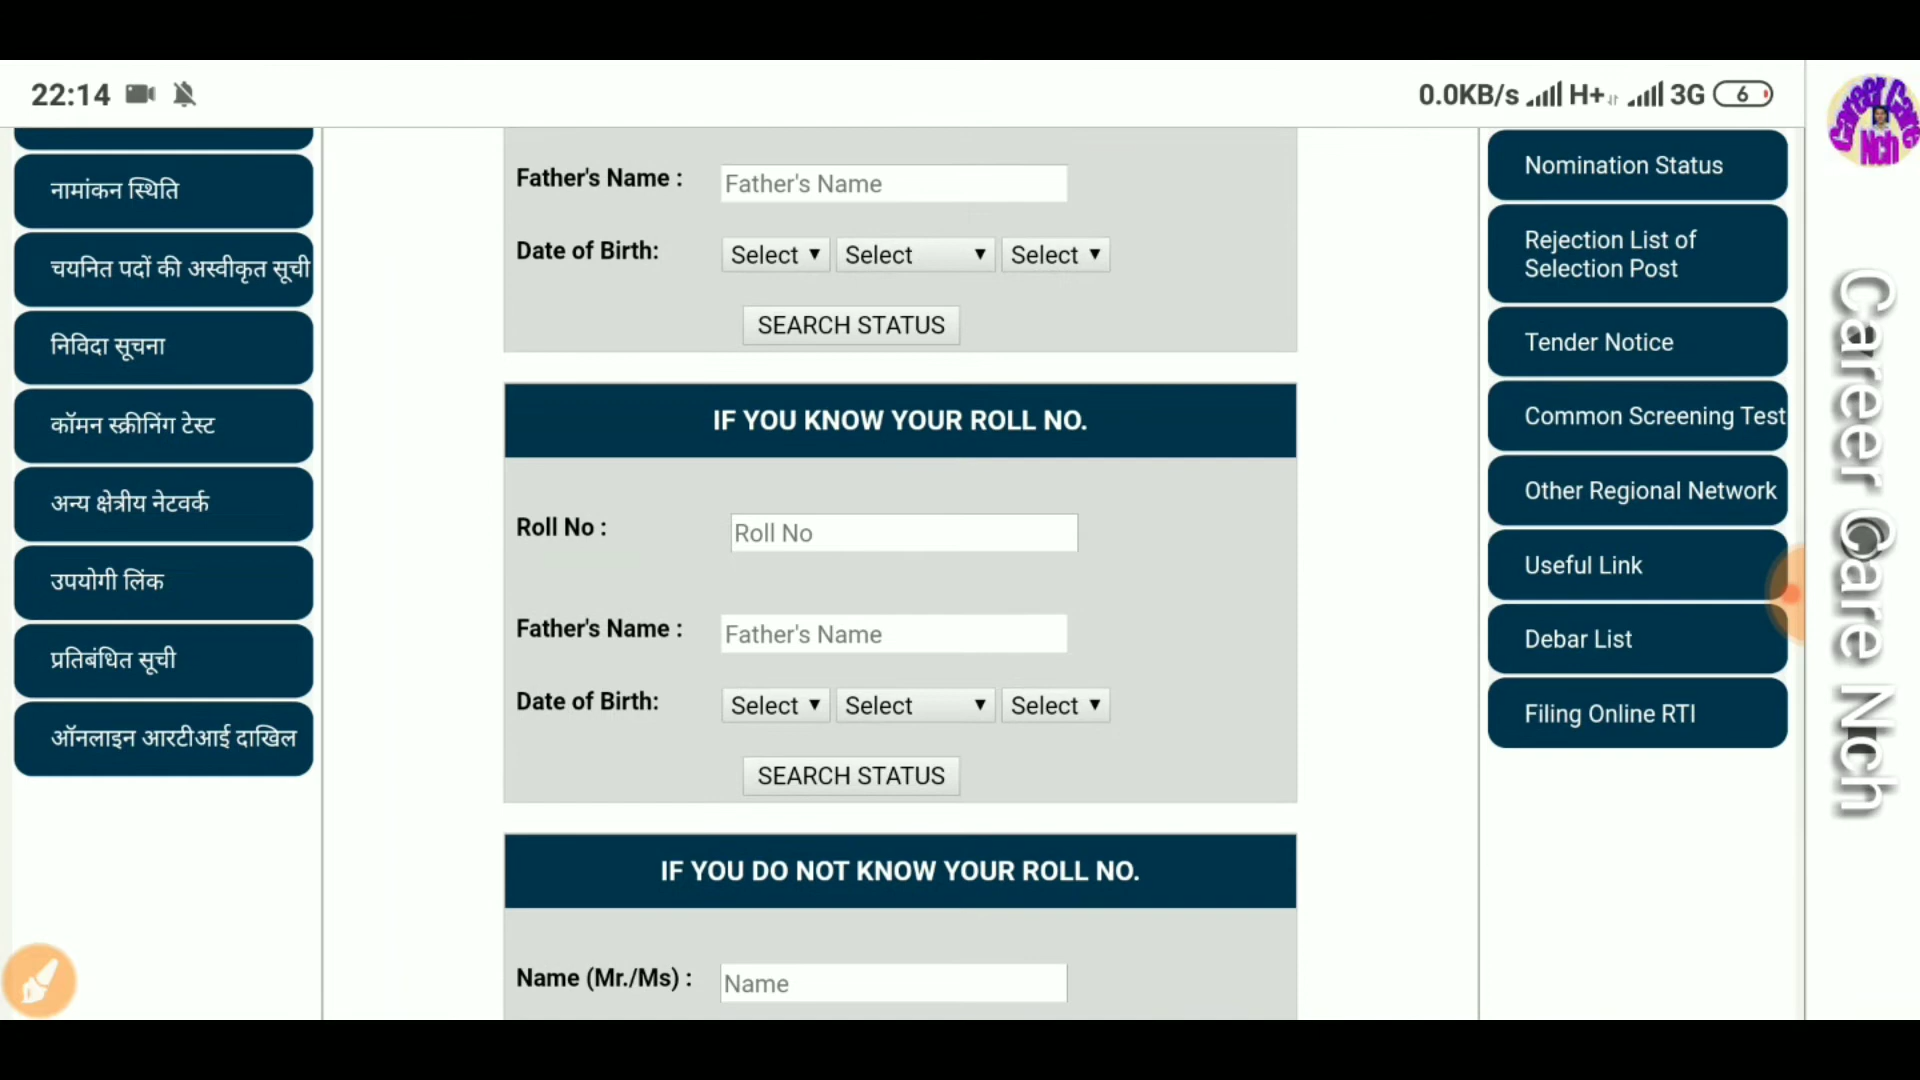 22:14
0.0KB/s H+ 3G 6
नामांकन स्थिति
चयनित पदों की अस्वीकृत सूची
निविदा सूचना
कॉमन स्क्रीनिंग टेस्ट
अन्य क्षेत्रीय नेटवर्क
उपयोगी लिंक
प्रतिबंधित सूची
ऑनलाइन आरटीआई दाखिल
Father's Name : Father's Name
Date of Birth: Select Select Select
SEARCH STATUS
IF YOU KNOW YOUR ROLL NO.
Roll No : Roll No
Father's Name : Father's Name
Date of Birth: Select Select Select
SEARCH STATUS
IF YOU DO NOT KNOW YOUR ROLL NO.
Name (Mr./Ms) : Name
Nomination Status
Rejection List of
Selection Post
Tender Notice
Common Screening Test
Other Regional Network
Useful Link
Debar List
Filing Online RTI
Career Care
Nch
Career Care Nch